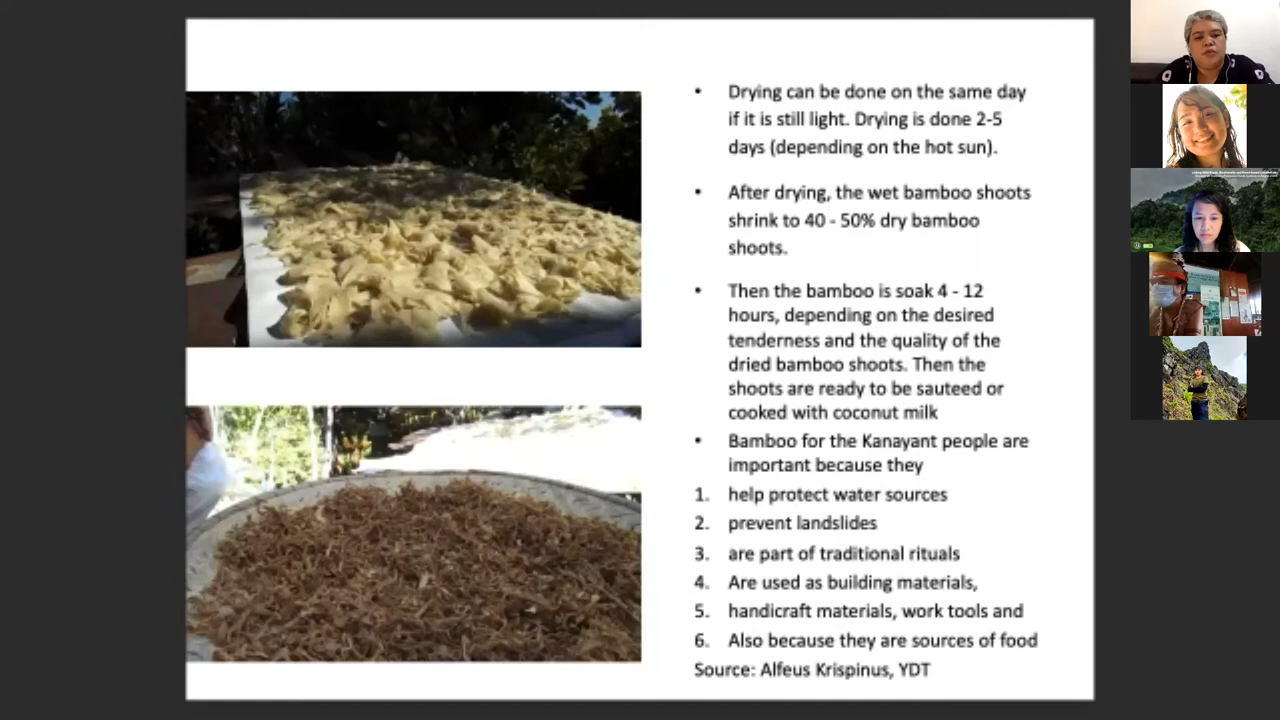 • Drying can be done on the same day
if it is still light. Drying is done 2-5
days (depending on the hot sun).
• After drying, the wet bamboo shoots
shrink to 40 - 50% dry bamboo
shoots.
• Then the bamboo is soak 4 - 12
hours, depending on the desired
tenderness and the quality of the
dried bamboo shoots. Then the
shoots are ready to be sauteed or
cooked with coconut milk
• Bamboo for the Kanayant people are
important because they
1. help protect water sources
2. prevent landslides
3. are part of traditional rituals
4. Are used as building materials,
5. handicraft materials, work tools and
6. Also because they are sources of food
Source: Alfeus Krispinus, YDT